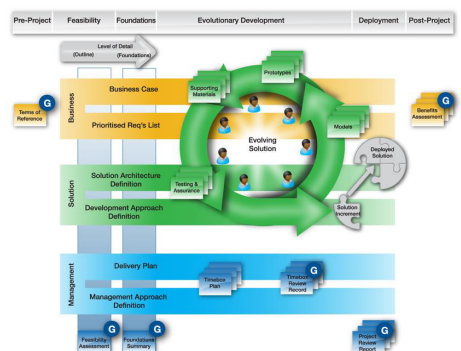 Pre-Project
Feasibility
Foundations
Evolutionary Development
Deployment
Post-Project
Level of Detail
(Outline)
(Foundations)
Business
Business Case
Prioritised Req's List
Supporting
Materials
Prototypes
Models
Evolving
Solution
Testing &
Assurance
Terms of
Reference
G
Benefits
Assessment
G
Deployed
Solution
Solution
Increment
Solution
Solution Architecture
Definition
Development Approach
Definition
Management
Delivery Plan
Management Approach
Definition
Timebox
Plan
Timebox
Review
Record
G
Feasibility
Assessment
G
Foundations
Summary
G
Project
Review
Report
G